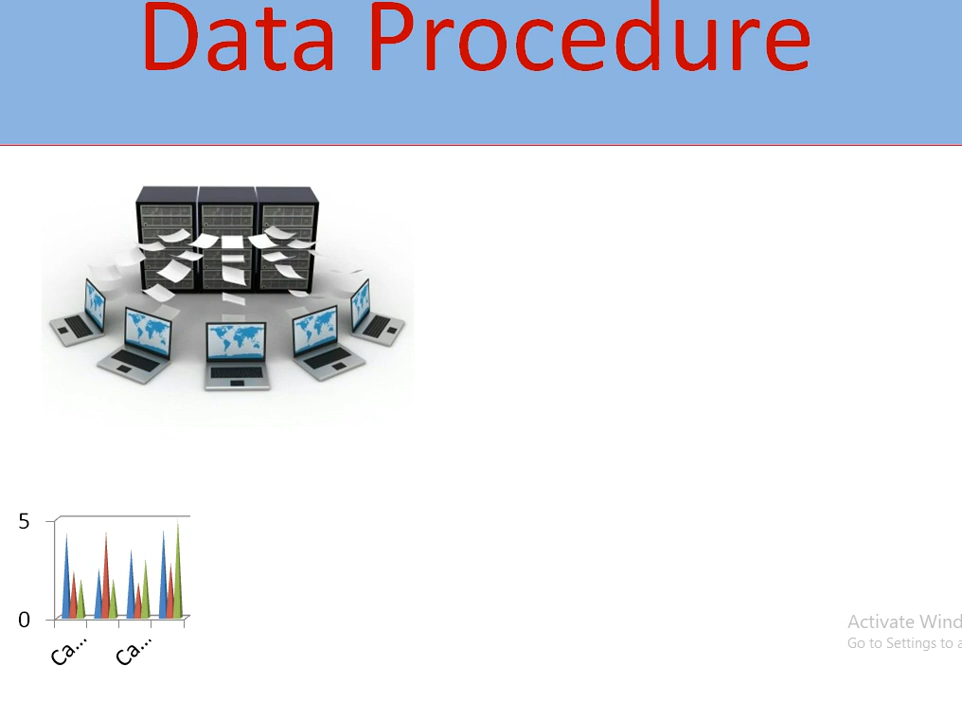 Data Procedure
5
0
Ca...
Ca...
Activate Wind
Go to Settings to a